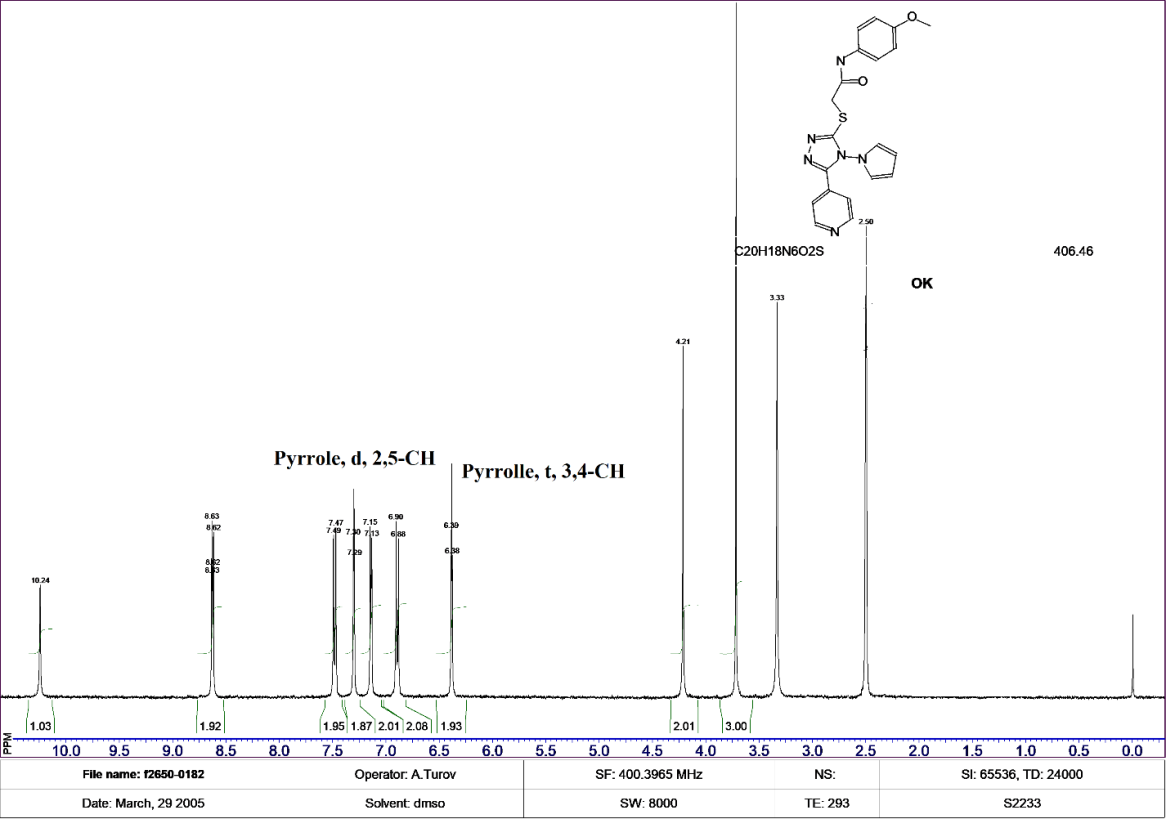 O
N
O
S
N
N
N
N
N
2.50
C20H18N6O2S 406.46
OK
3.33
4.21
Pyrrole, d, 2,5-CH
Pyrrolle, t, 3,4-CH
8.63
8.62
7.47
7.49
7.30
7.29
7.15
7.13
6.90
6.88
6.39
6.38
10.24
1.03 1.92 1.95 1.87 2.01 2.08 1.93 2.01 3.00
PPM 10.0 9.5 9.0 8.5 8.0 7.5 7.0 6.5 6.0 5.5 5.0 4.5 4.0 3.5 3.0 2.5 2.0 1.5 1.0 0.5 0.0
File name: f2650-0182 Operator: A.Turov SF: 400.3965 MHz NS: SI: 65536, TD: 24000
Date: March, 29 2005 Solvent: dmso SW: 8000 TE: 293 S2233